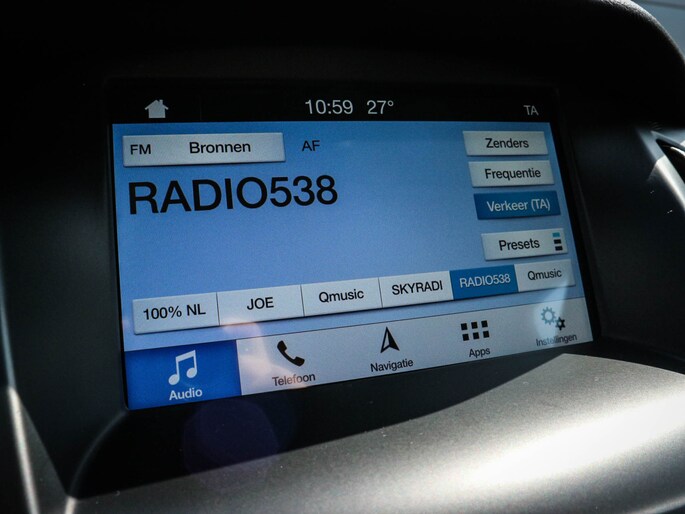 10:59 27° TA
FM Bronnen AF Zenders
Frequentie
RADIO538
Verkeer (TA)
Presets
100% NL JOE Qmusic SKYRADI RADIO538 Qmusic
Audio Telefoon Navigatie Apps Instellingen